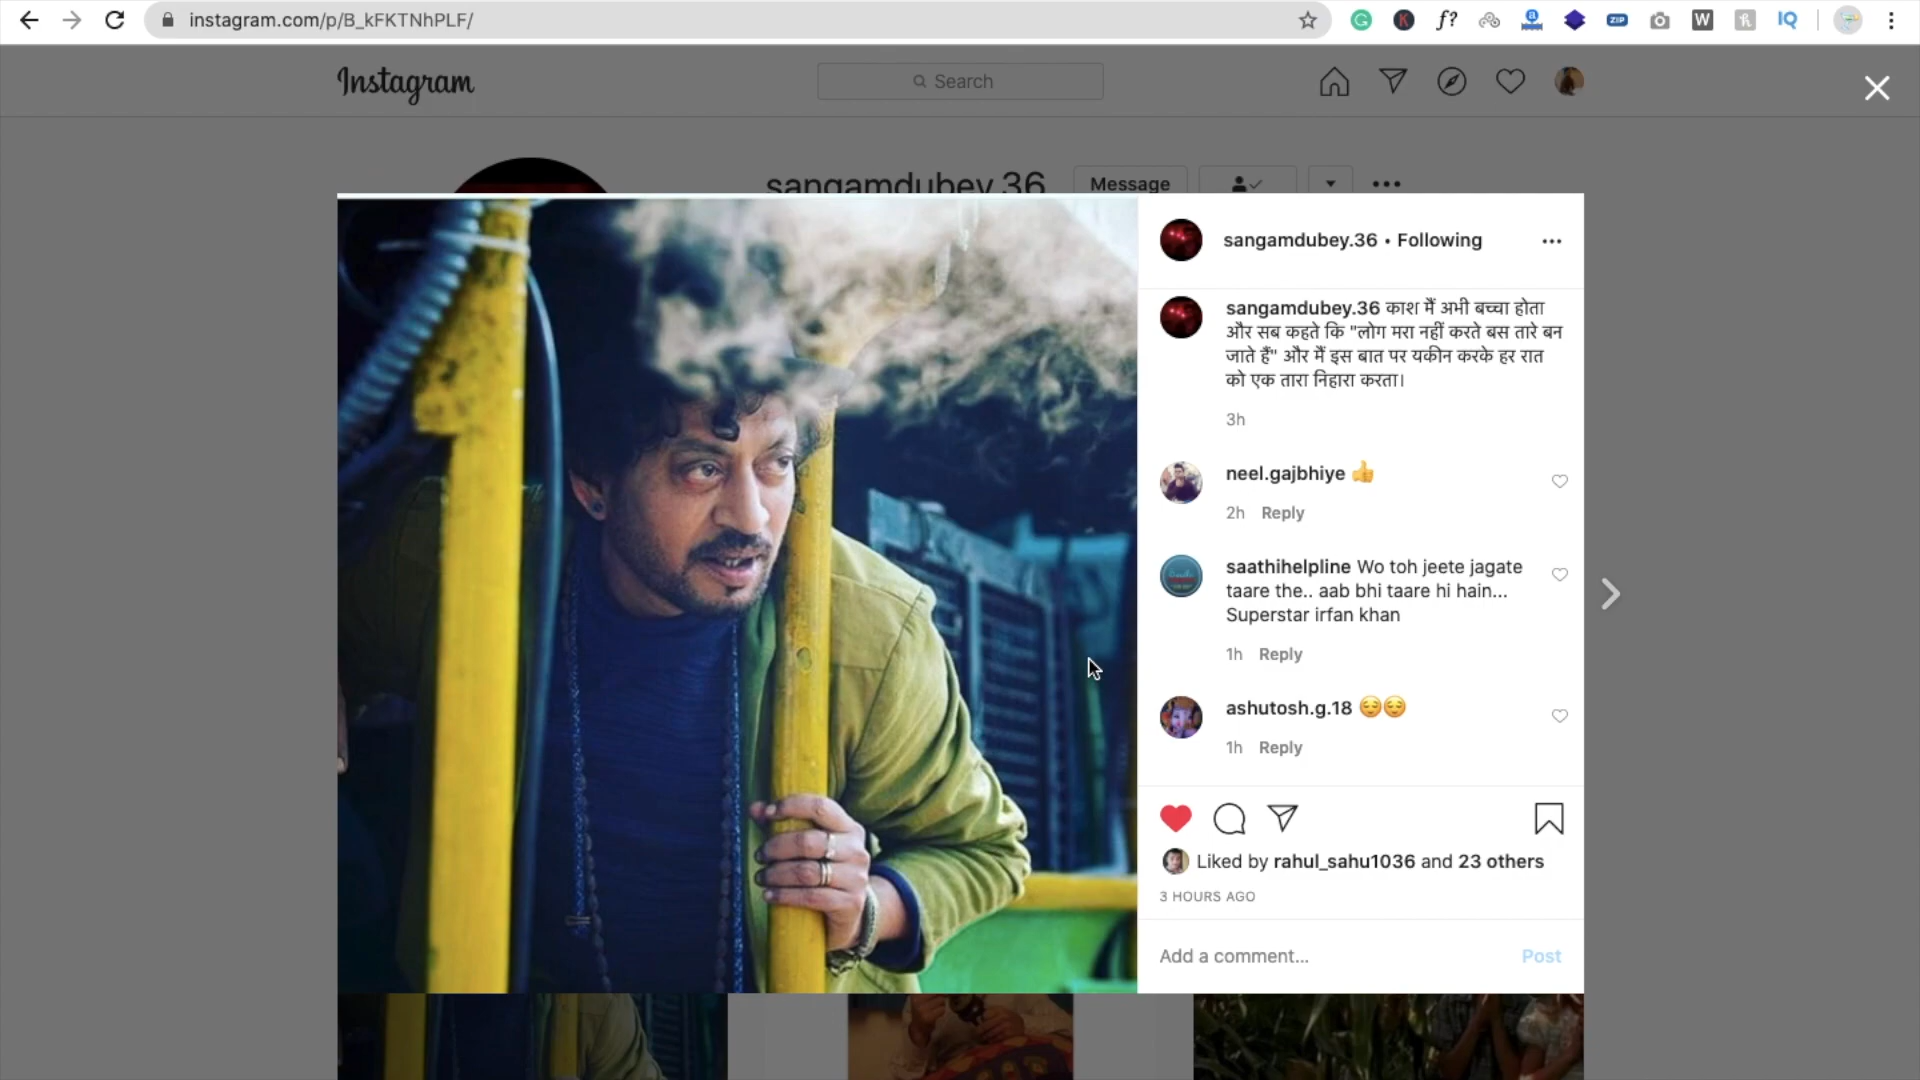 instagram.com/p/B_kFKTNhPLF/
Instagram
Search
sangamdubey.36
Message
sangamdubey.36 • Following
sangamdubey.36 काश मैं अभी बच्चा होता
और सब कहते कि "लोग मरा नहीं करते बस तारे बन
जाते हैं" और मैं इस बात पर यकीन करके हर रात
को एक तारा निहारा करता।
3h
neel.gajbhiye 👍
2h Reply
saathihelpline Wo toh jeete jagate
taare the.. aab bhi taare hi hain...
Superstar irfan khan
1h Reply
ashutosh.g.18 😌😌
1h Reply
Liked by rahul_sahu1036 and 23 others
3 HOURS AGO
Add a comment...
Post